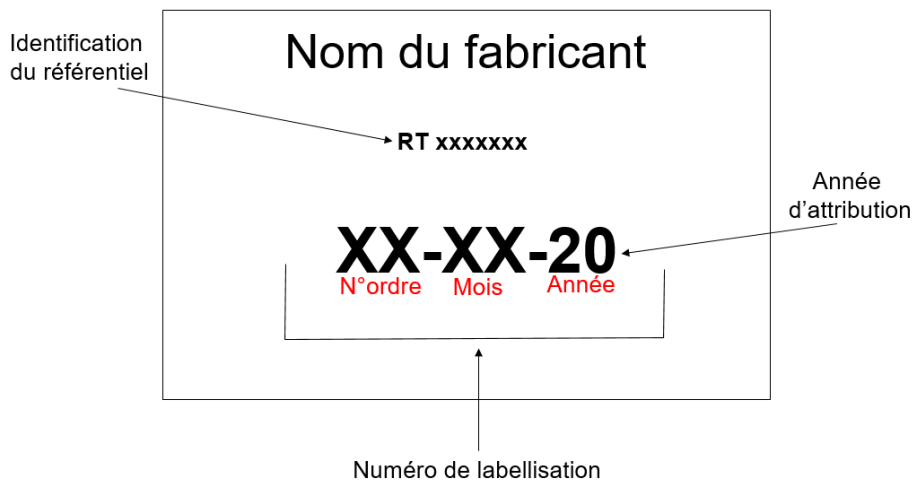 Identification
du référentiel
Nom du fabricant
RT xxxxxxx
Année
d'attribution
XX-XX-20
N°ordre Mois Année
Numéro de labellisation